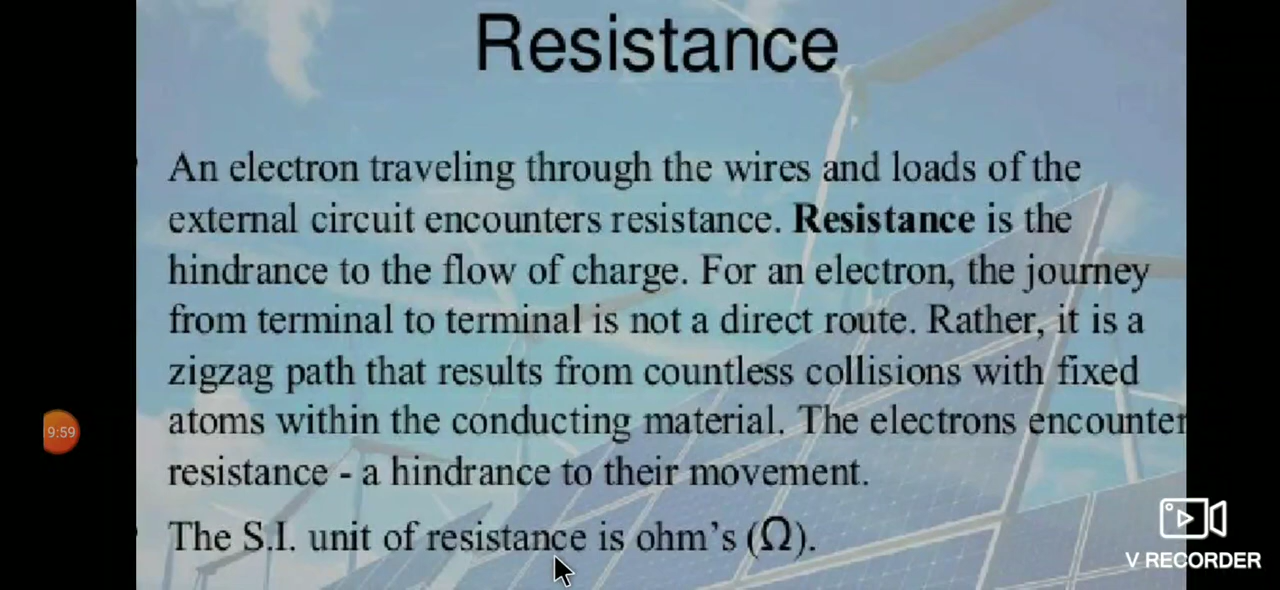 Resistance
An electron traveling through the wires and loads of the
external circuit encounters resistance. Resistance is the
hindrance to the flow of charge. For an electron, the journey
from terminal to terminal is not a direct route. Rather, it is a
zigzag path that results from countless collisions with fixed
atoms within the conducting material. The electrons encounter
resistance - a hindrance to their movement.
The S.I. unit of resistance is ohm's (Ω).
9:59
V RECORDER